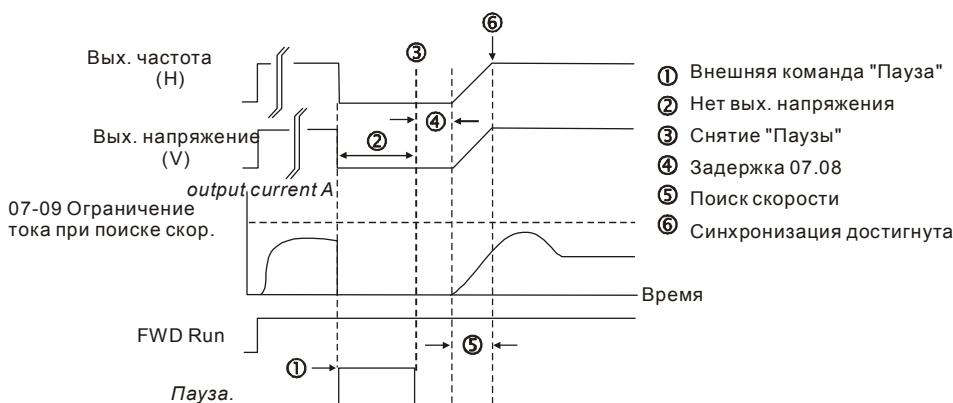 Вых. частота
(H)
Вых. напряжение
(V)
output current A
07-09 Ограничение
тока при поиске скор.
Время
FWD Run
Пауза.
①
②
③
④
⑤
⑥
① Внешняя команда "Пауза"
② Нет вых. напряжения
③ Снятие "Паузы"
④ Задержка 07.08
⑤ Поиск скорости
⑥ Синхронизация достигнута